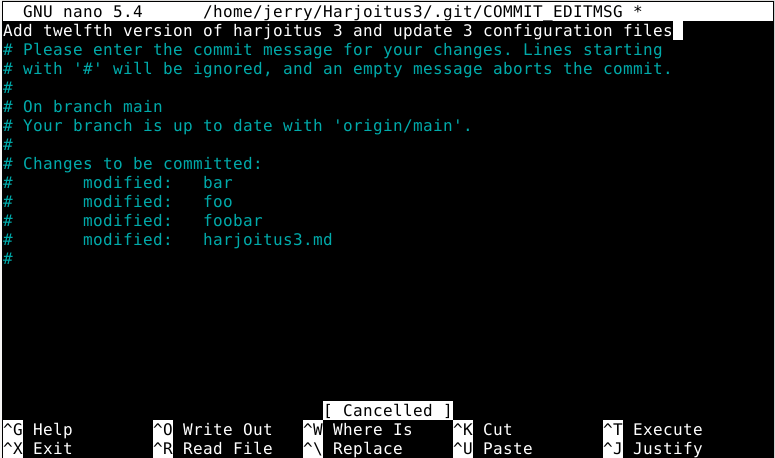 GNU nano 5.4 /home/jerry/Harjoitus3/.git/COMMIT_EDITMSG *
Add twelfth version of harjoitus 3 and update 3 configuration files
# Please enter the commit message for your changes. Lines starting
# with '#' will be ignored, and an empty message aborts the commit.
#
# On branch main
# Your branch is up to date with 'origin/main'.
#
# Changes to be committed:
#       modified:   bar
#       modified:   foo
#       modified:   foobar
#       modified:   harjoitus3.md
#
[ Cancelled ]
^G Help ^O Write Out ^W Where Is ^K Cut ^T Execute
^X Exit ^R Read File ^\ Replace ^U Paste ^J Justify